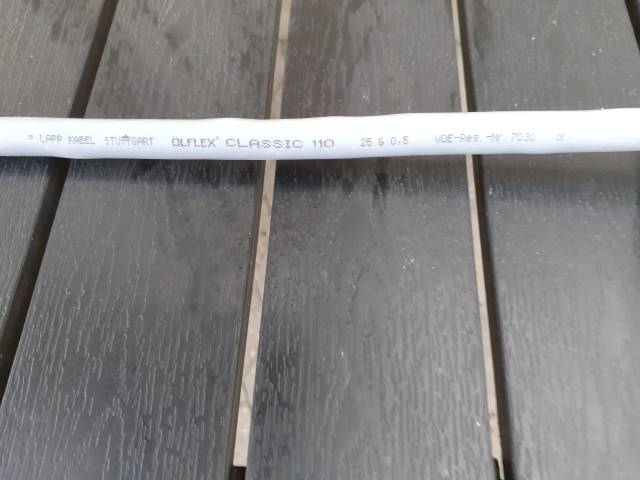 = LAPP KABEL STUTTGART ÖLFLEX® CLASSIC 110 25 G 0,5 VDE-Reg.-Nr. 7030